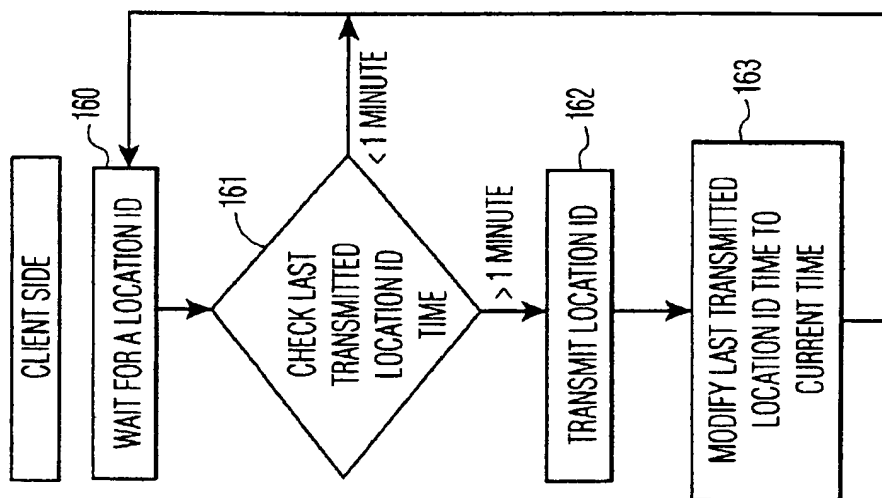 CLIENT SIDE
160
WAIT FOR A LOCATION ID
161
CHECK LAST
TRANSMITTED
LOCATION ID
TIME
< 1 MINUTE
> 1 MINUTE
162
TRANSMIT LOCATION ID
163
MODIFY LAST TRANSMITTED
LOCATION ID TIME TO
CURRENT TIME